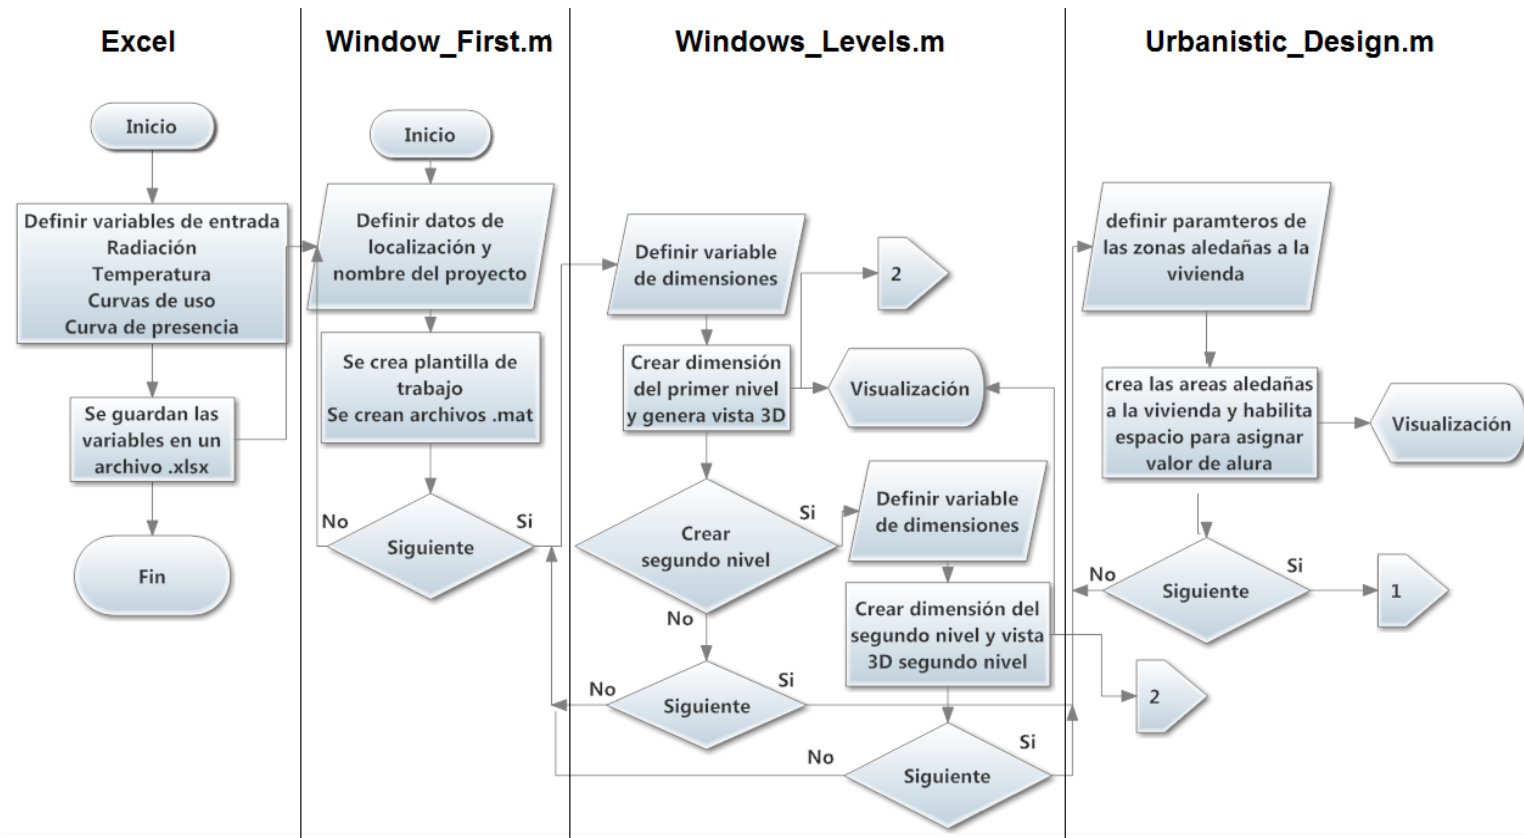 Excel
Window_First.m
Windows_Levels.m
Urbanistic_Design.m
Inicio
Definir variables de entrada
Radiación
Temperatura
Curvas de uso
Curva de presencia
Se guardan las
variables en un
archivo .xlsx
Fin
Inicio
Definir datos de
localización y
nombre del proyecto
Se crea plantilla de
trabajo
Se crean archivos .mat
No
Si
Siguiente
Definir variable
de dimensiones
2
Crear dimensión
del primer nivel
y genera vista 3D
Visualización
Crear
segundo nivel
Si
No
Definir variable
de dimensiones
Crear dimensión del
segundo nivel y vista
3D segundo nivel
No
Si
Siguiente
No
Si
Siguiente
definir paramteros de
las zonas aledañas a la
vivienda
crea las areas aledañas
a la vivienda y habilita
espacio para asignar
valor de alura
Visualización
No
Si
Siguiente
1
2